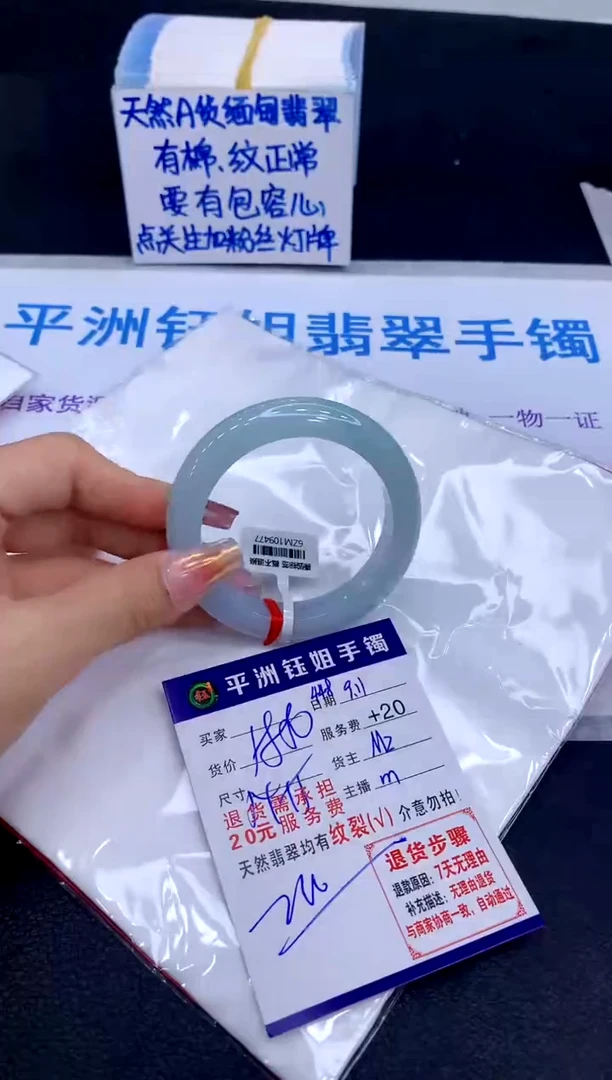 天然A货缅甸翡翠
有棉、纹正常
要有包容心
点关注加粉丝灯牌
平洲钰姐翡翠手镯
自家货源
一物一证
6ZM109477
平洲钰姐手镯
日期 9.11
买家
服务费 +20
货价
货主
尺寸
主播 m
退货需承担
20元服务费
天然翡翠均有纹裂(√) 介意勿拍!
退货步骤
退款原因: 7天无理由
补充描述: 无理由退货
与商家协商一致, 自动通过